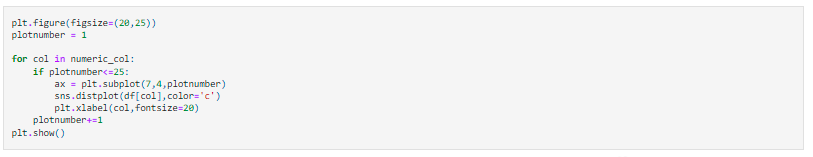 plt.figure(figsize=(20,25))
plotnumber = 1

for col in numeric_col:
    if plotnumber<=25:
        ax = plt.subplot(7,4,plotnumber)
        sns.distplot(df[col],color='c')
        plt.xlabel(col,fontsize=20)
    plotnumber+=1
plt.show()